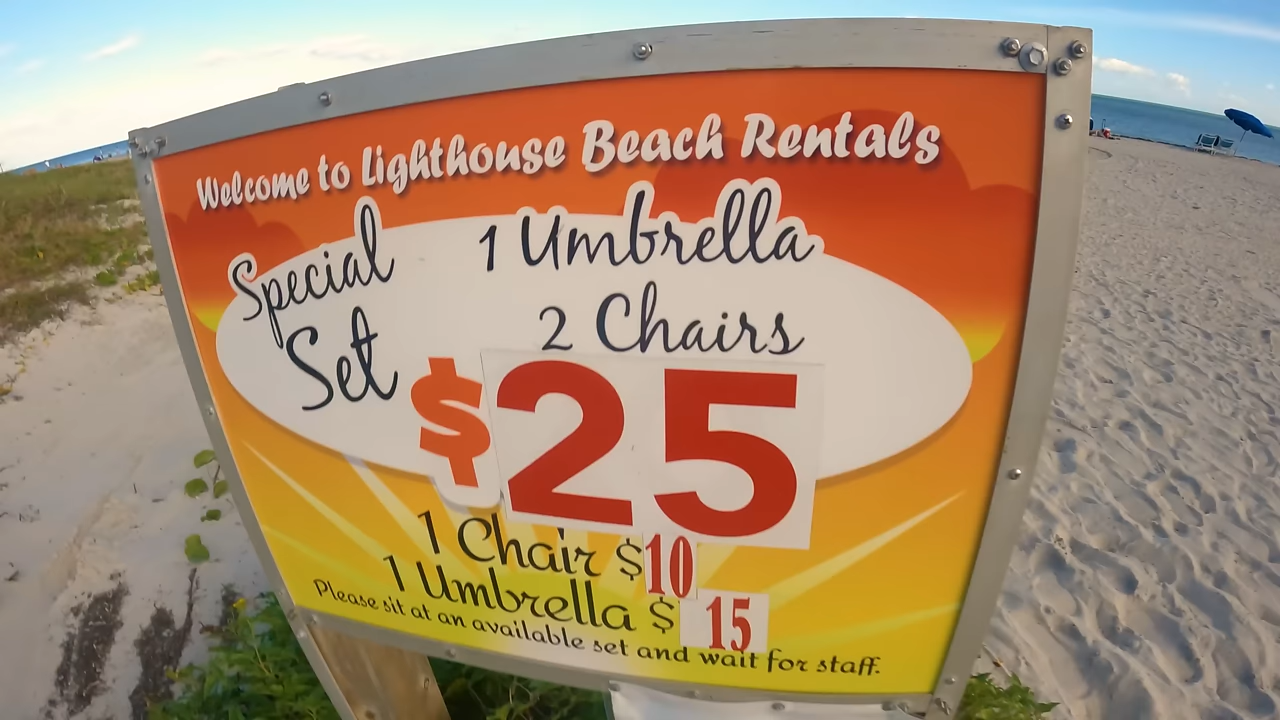 Welcome to Lighthouse Beach Rentals
Special Set
1 Umbrella
2 Chairs
$25
1 Chair $10
1 Umbrella $15
Please sit at an available set and wait for staff.